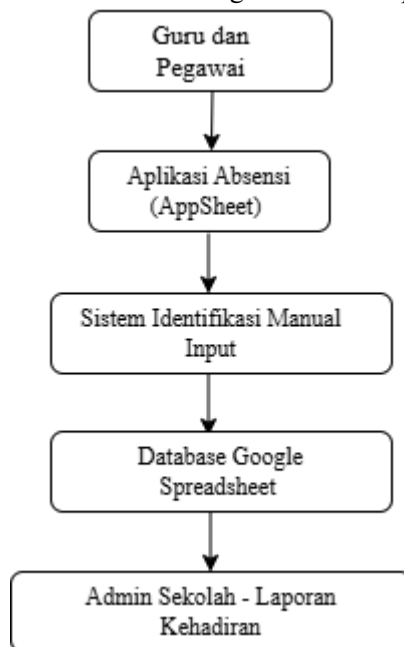 Guru dan
Pegawai
Aplikasi Absensi
(AppSheet)
Sistem Identifikasi Manual
Input
Database Google
Spreadsheet
Admin Sekolah - Laporan
Kehadiran